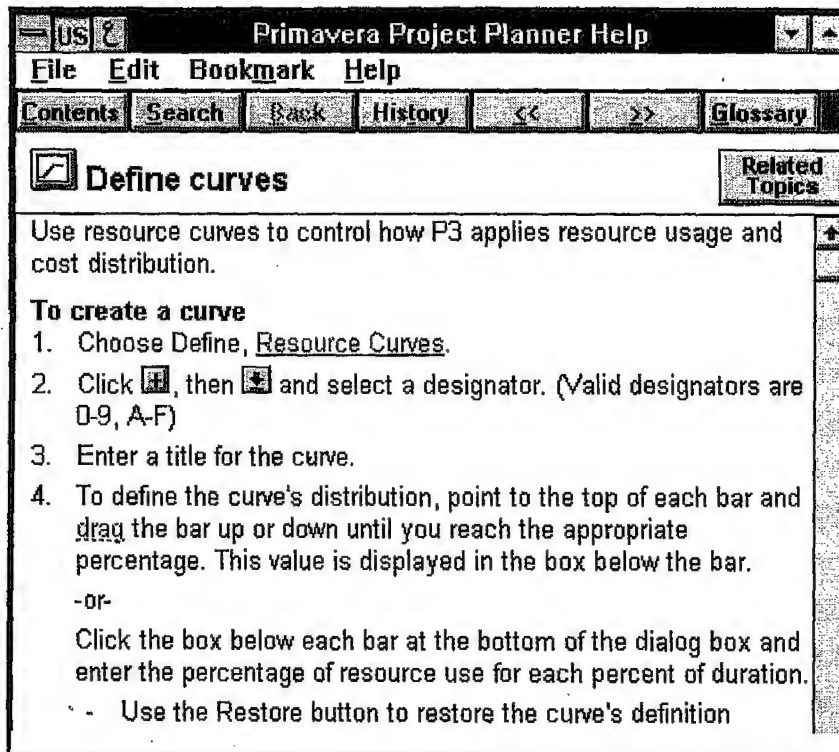 US Primavera Project Planner Help
File Edit Bookmark Help
Contents Search Back History << >> Glossary
Define curves
Related
Topics
Use resource curves to control how P3 applies resource usage and
cost distribution.
To create a curve
1. Choose Define, Resource Curves.
2. Click , then and select a designator. (Valid designators are
0-9, A-F)
3. Enter a title for the curve.
4. To define the curve's distribution, point to the top of each bar and
drag the bar up or down until you reach the appropriate
percentage. This value is displayed in the box below the bar.
-or-
Click the box below each bar at the bottom of the dialog box and
enter the percentage of resource use for each percent of duration.
- Use the Restore button to restore the curve's definition